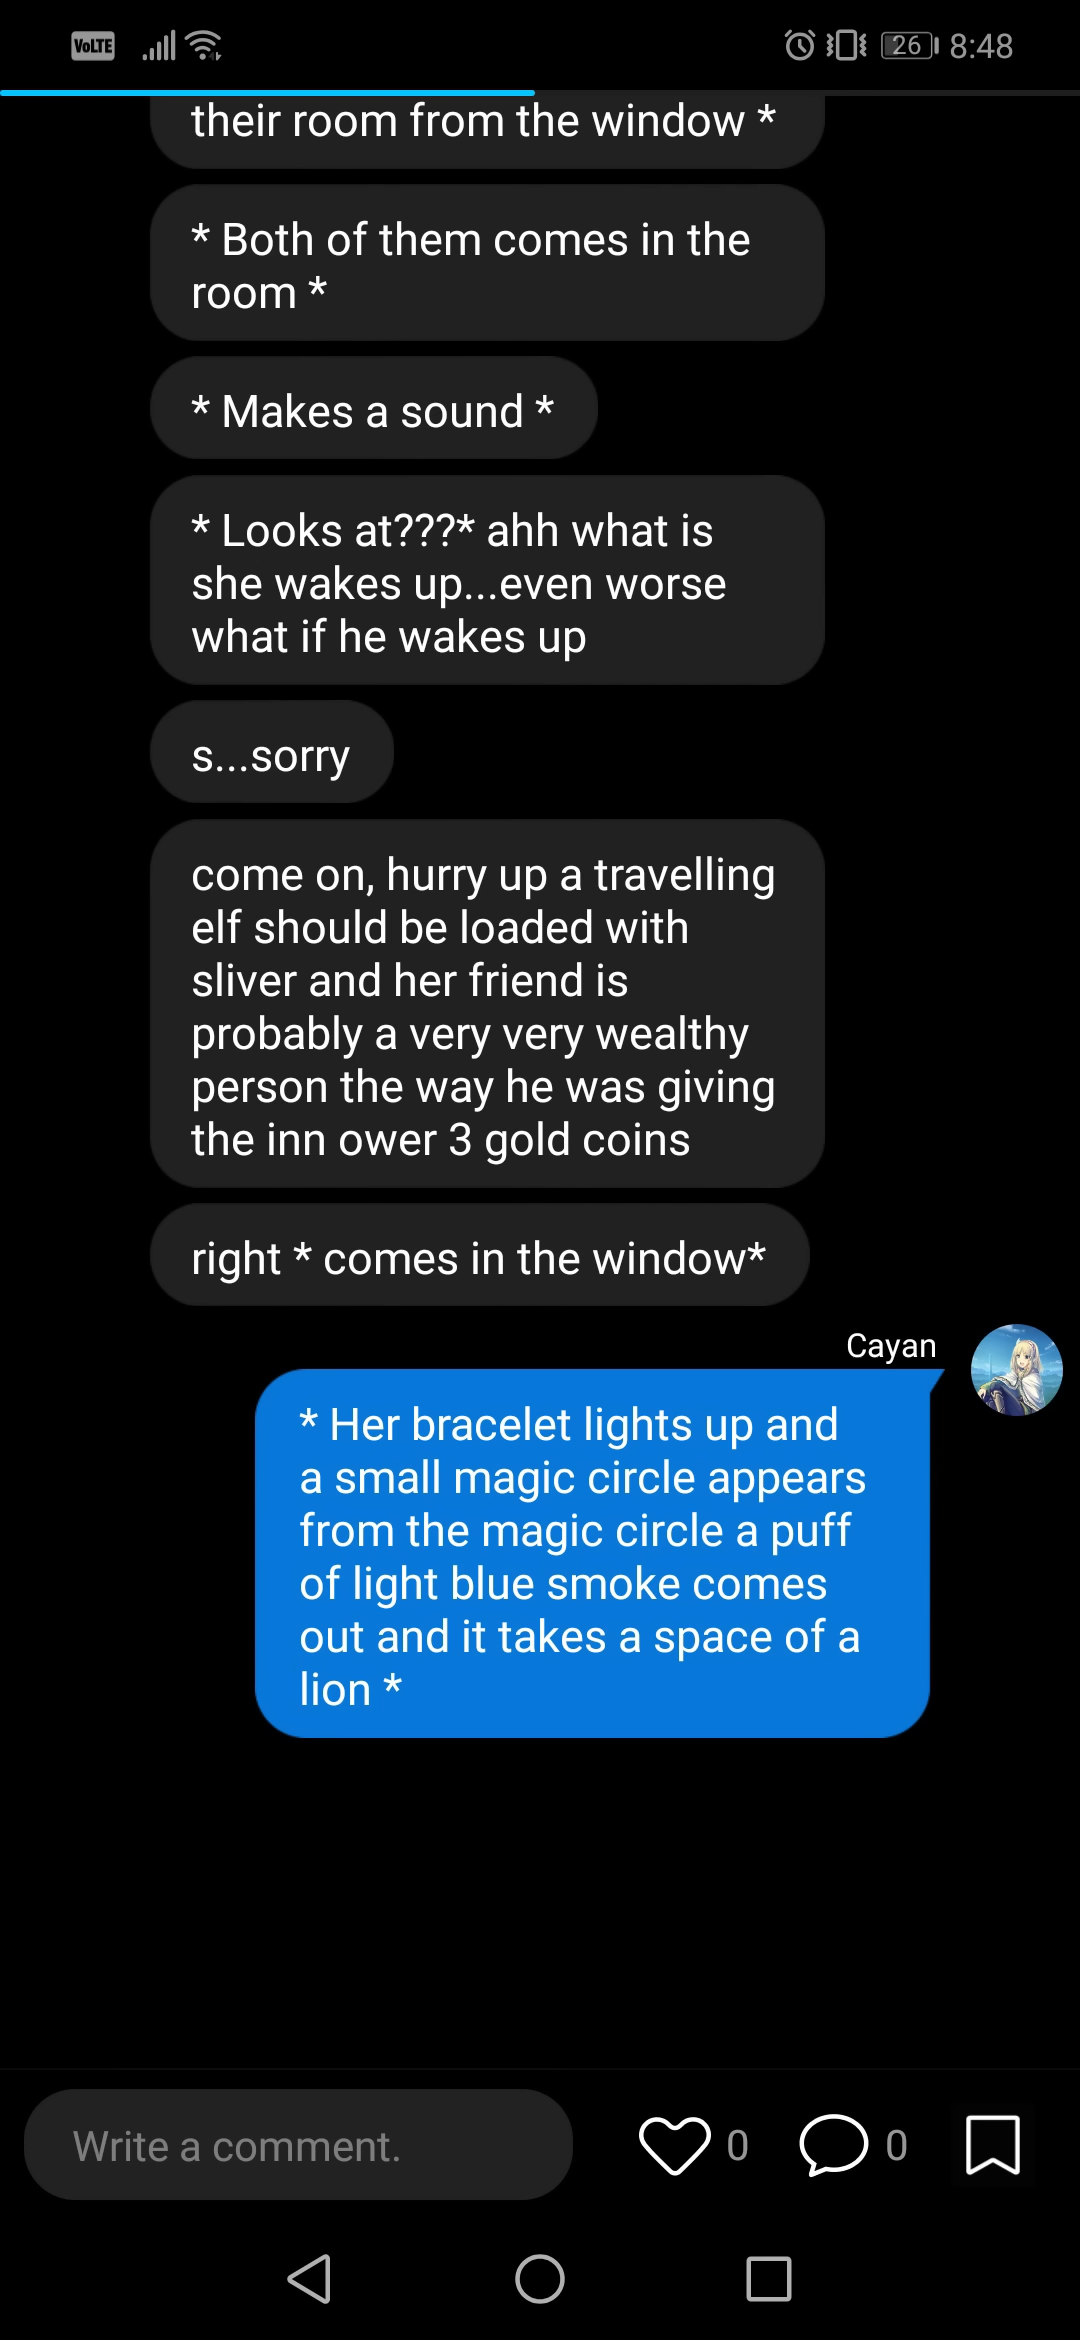 VoLTE 26 8:48
their room from the window *
* Both of them comes in the
room *
* Makes a sound *
* Looks at???* ahh what is
she wakes up...even worse
what if he wakes up
s...sorry
come on, hurry up a travelling
elf should be loaded with
sliver and her friend is
probably a very very wealthy
person the way he was giving
the inn ower 3 gold coins
right * comes in the window*
Cayan
* Her bracelet lights up and
a small magic circle appears
from the magic circle a puff
of light blue smoke comes
out and it takes a space of a
lion *
Write a comment. 0 0